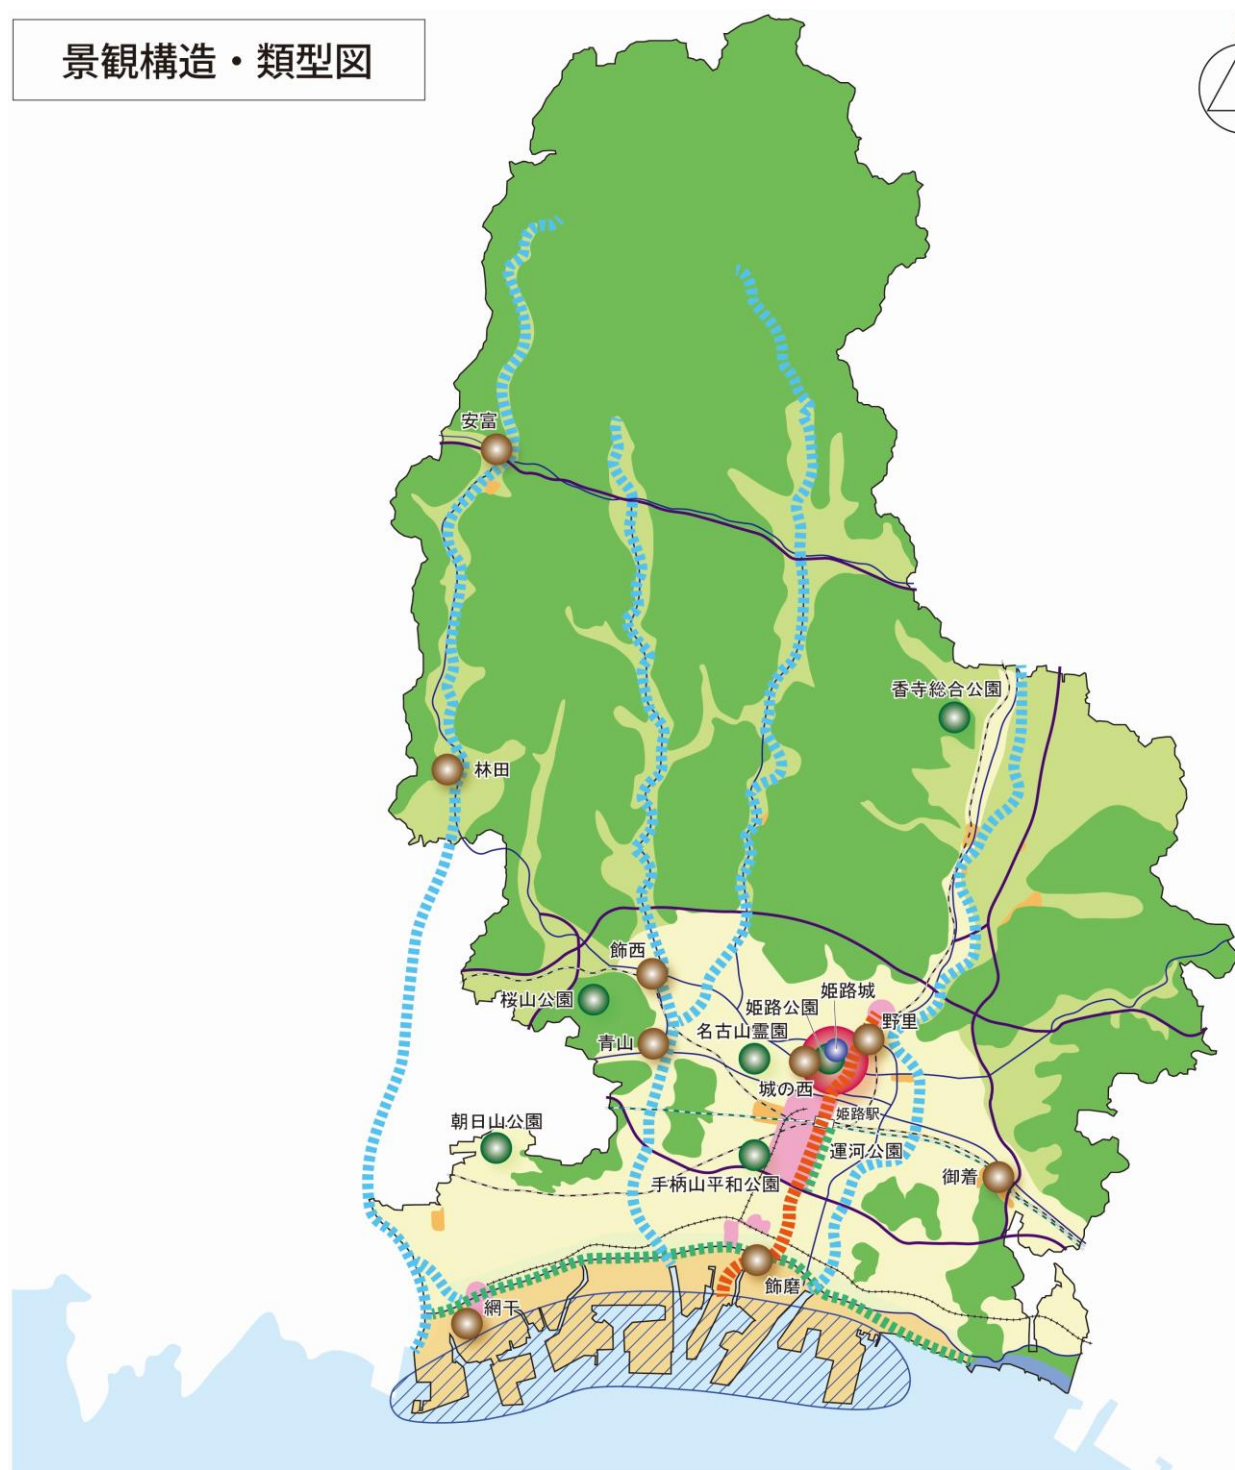 景観構造・類型図
安富
香寺総合公園
林田
飾西
桜山公園
姫路城
姫路公園
野里
名古山霊園
青山
城の西
姫路駅
朝日山公園
運河公園
手柄山平和公園
御着
飾磨
網干